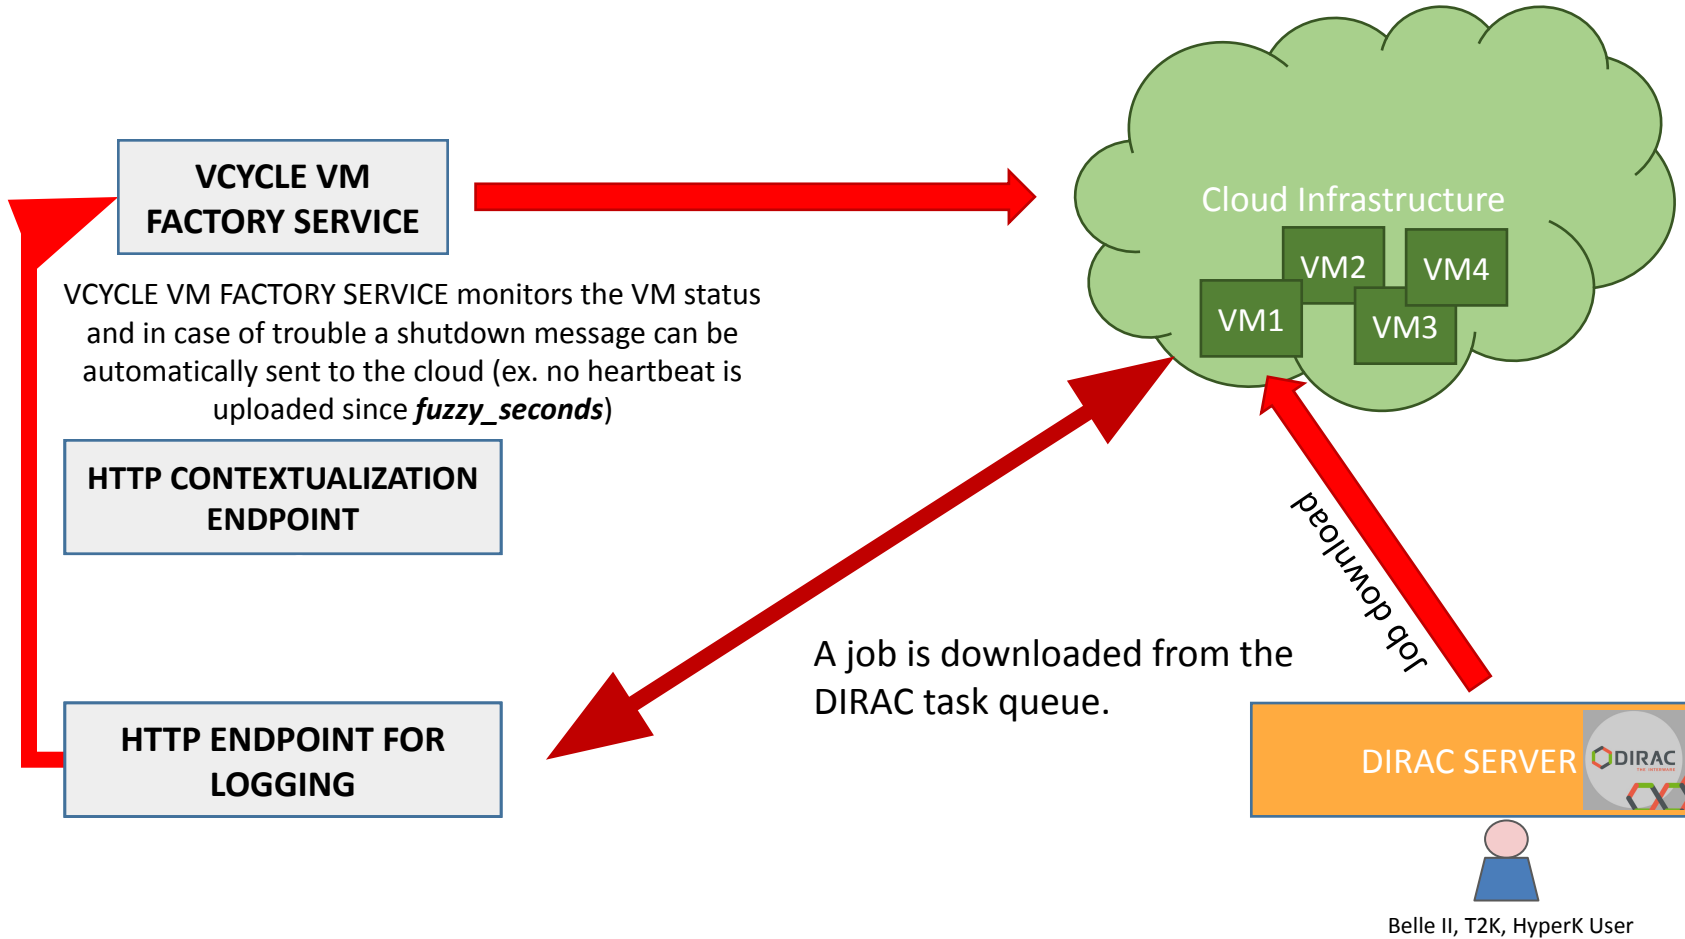 VCYCLE VM
FACTORY SERVICE
Cloud Infrastructure
VM2
VM4
VM1
VM3
VCYCLE VM FACTORY SERVICE monitors the VM status
and in case of trouble a shutdown message can be
automatically sent to the cloud (ex. no heartbeat is
uploaded since fuzzy_seconds)
HTTP CONTEXTUALIZATION
ENDPOINT
Job download
A job is downloaded from the
DIRAC task queue.
HTTP ENDPOINT FOR
LOGGING
DIRAC SERVER
DIRAC
THE INTERWARE
Belle II, T2K, HyperK User